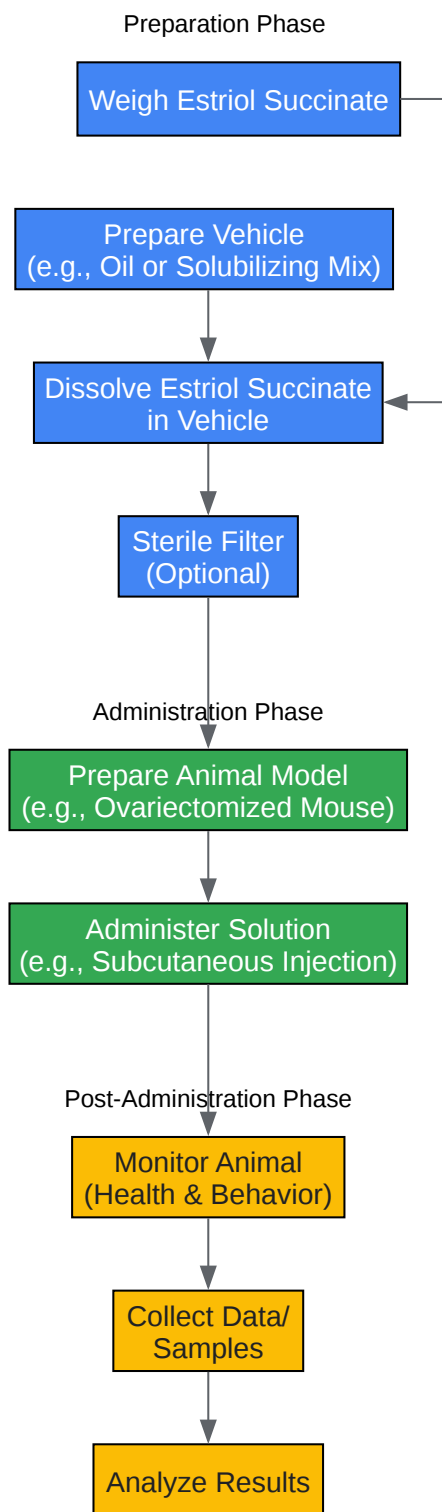 Preparation Phase
Weigh Estriol Succinate
Prepare Vehicle
(e.g., Oil or Solubilizing Mix)
Dissolve Estriol Succinate
in Vehicle
Sterile Filter
(Optional)
Administration Phase
Prepare Animal Model
(e.g., Ovariectomized Mouse)
Administer Solution
(e.g., Subcutaneous Injection)
Post-Administration Phase
Monitor Animal
(Health & Behavior)
Collect Data/
Samples
Analyze Results